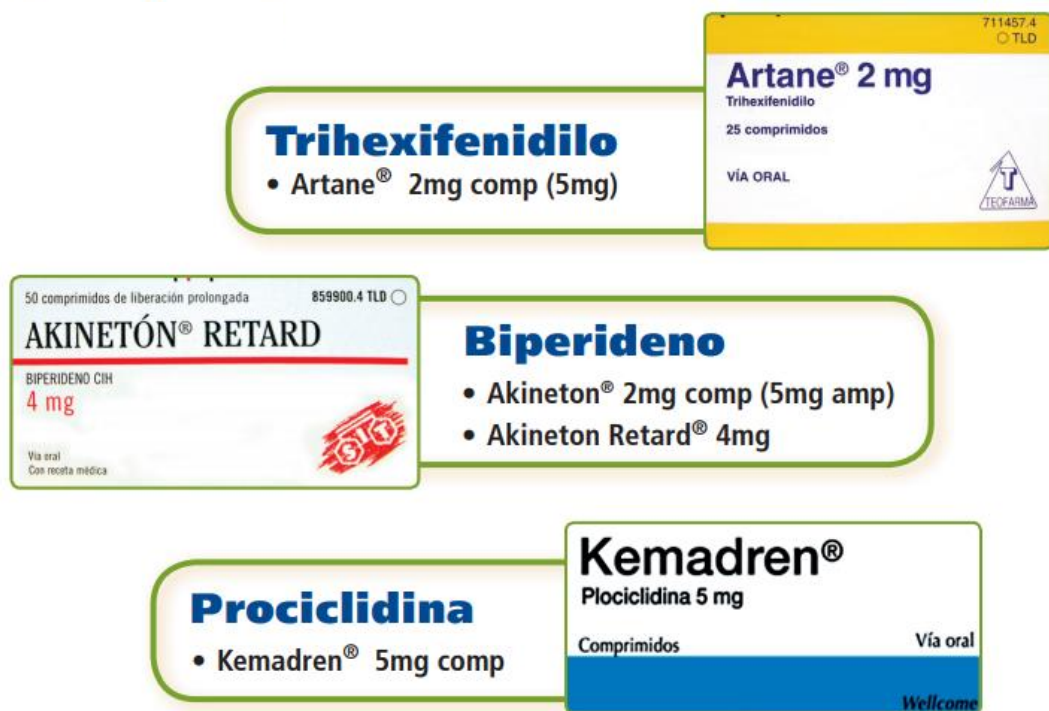 711457.4
TLD
Artane® 2 mg
Trihexifenidilo
25 comprimidos
VÍA ORAL
T
TEOFARMA
Trihexifenidilo
• Artane® 2mg comp (5mg)
50 comprimidos de liberación prolongada
859900.4 TLD
AKINETÓN® RETARD
BIPERIDENO ClH
4 mg
Vía oral
Con receta médica
SIT
Biperideno
• Akineton® 2mg comp (5mg amp)
• Akineton Retard® 4mg
Kemadren®
Plociclidina 5 mg
Comprimidos
Vía oral
Wellcome
Prociclidina
• Kemadren® 5mg comp